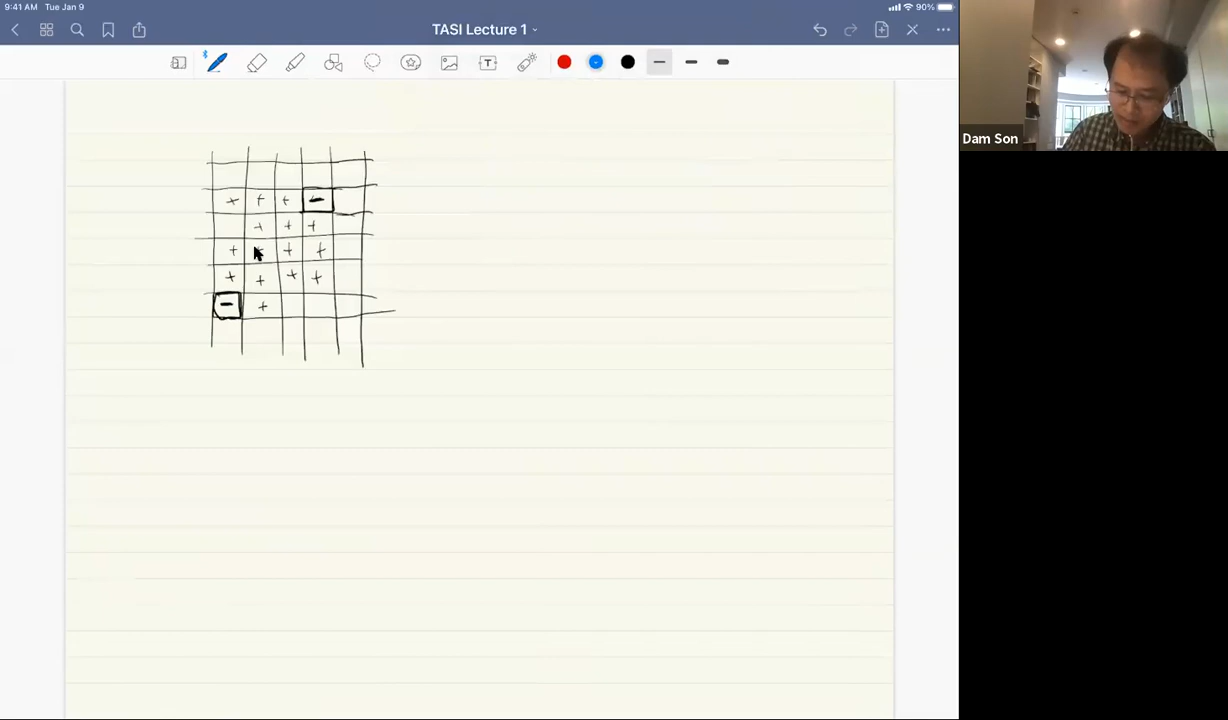 9:41 AM Tue Jan 9
90%
TASI Lecture 1
T
Dam Son
+ + + -
+ + +
+ + + +
+ + + +
- +